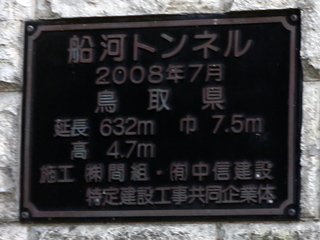 船河トンネル
2008年7月
鳥取県
延長 632m 巾 7.5m
高 4.7m
施工 ㈱間組・㈲中信建設
特定建設工事共同企業体